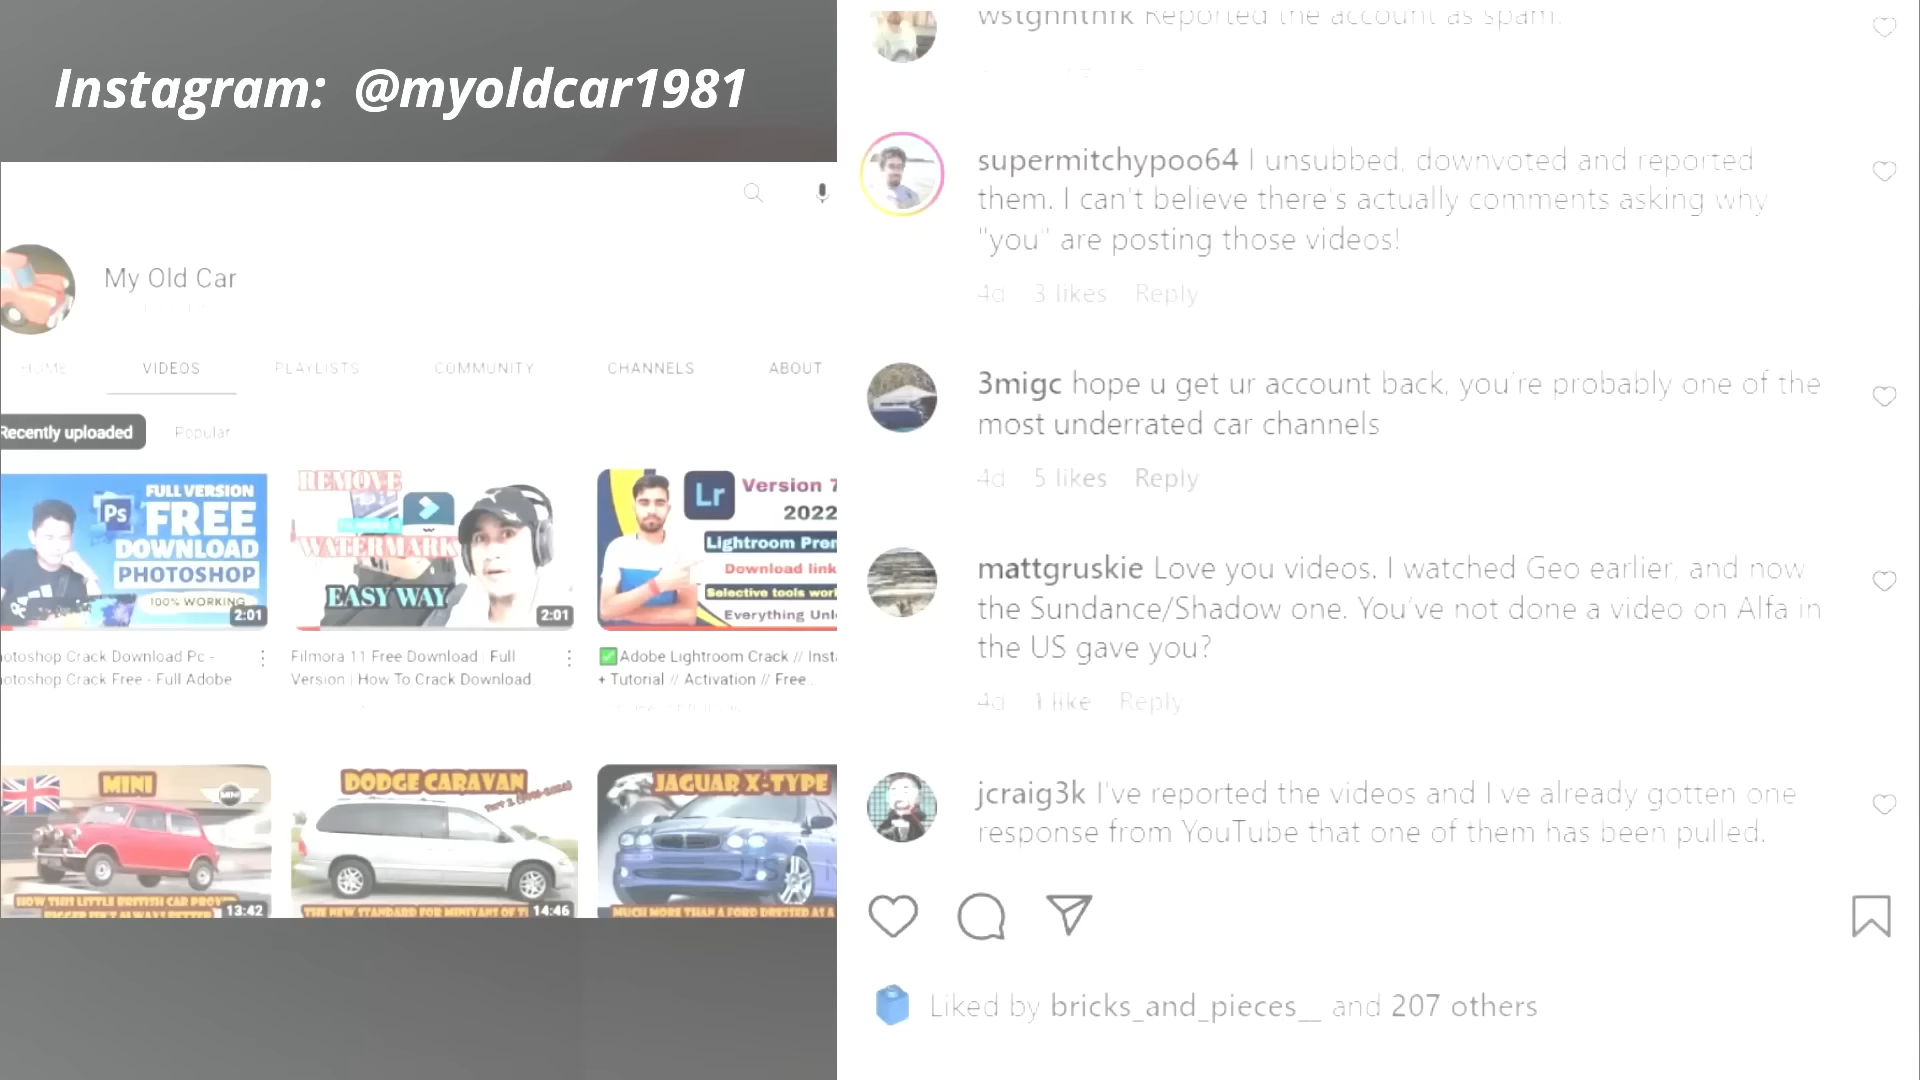 Instagram: @myoldcar1981
My Old Car
HOME VIDEOS PLAYLISTS COMMUNITY CHANNELS ABOUT
Recently uploaded Popular
FULL VERSION
Ps FREE
DOWNLOAD
PHOTOSHOP
100% WORKING
2:01
REMOVE
WATERMARK
EASY WAY
2:01
Lr Version 7
2022
Lightroom Prem
Download link
Selective tools wor
Everything Unl
otoshop Crack Download Pc -
otoshop Crack Free - Full Adobe
Filmora 11 Free Download | Full
Version | How To Crack Download
✅Adobe Lightroom Crack // Inst
+ Tutorial // Activation // Free..
MINI
MINI
HOW THIS LITTLE BRITISH CAR PROVED
BIGGER ISN'T ALWAYS BETTER
13:42
DODGE CARAVAN
THE NEW STANDARD FOR MINIVANS OF T
14:46
JAGUAR X-TYPE
MUCH MORE THAN A FORD DRESSED AS A
Reported the account as spam.
supermitchypoo64 I unsubbed, downvoted and reported
them. I can't believe there's actually comments asking why
"you" are posting those videos!
4d 3 likes Reply
3migc hope u get ur account back, you're probably one of the
most underrated car channels
4d 5 likes Reply
mattgruskie Love you videos. I watched Geo earlier, and now
the Sundance/Shadow one. You've not done a video on Alfa in
the US gave you?
4d 1 like Reply
jcraig3k I've reported the videos and I've already gotten one
response from YouTube that one of them has been pulled.
Liked by bricks_and_pieces__ and 207 others